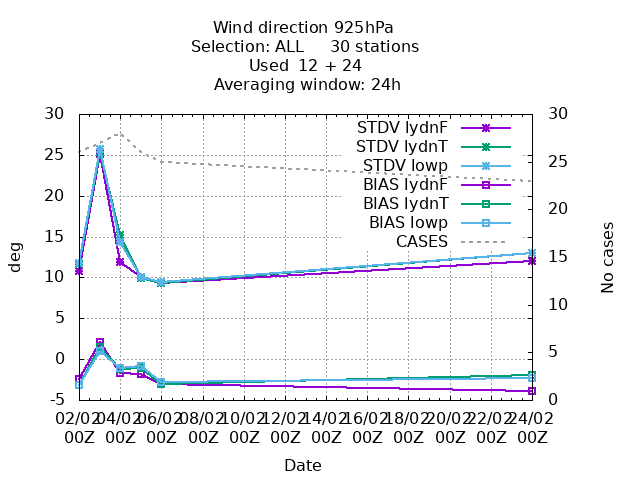 Wind direction 925hPa
Selection: ALL 30 stations
Used 12 + 24
Averaging window: 24h
30 30
STDV lydnF
STDV lydnT
25 25
STDV lowp
BIAS lydnF
20 20
BIAS lydnT
BIAS lowp
CASES
15 15
deg
No cases
10 10
5 5
0
-5 0
02/02 04/02 06/02 08/02 10/02 12/02 14/02 16/02 18/02 20/02 22/02 24/02
00Z 00Z 00Z 00Z 00Z 00Z 00Z 00Z 00Z 00Z 00Z 00Z
Date